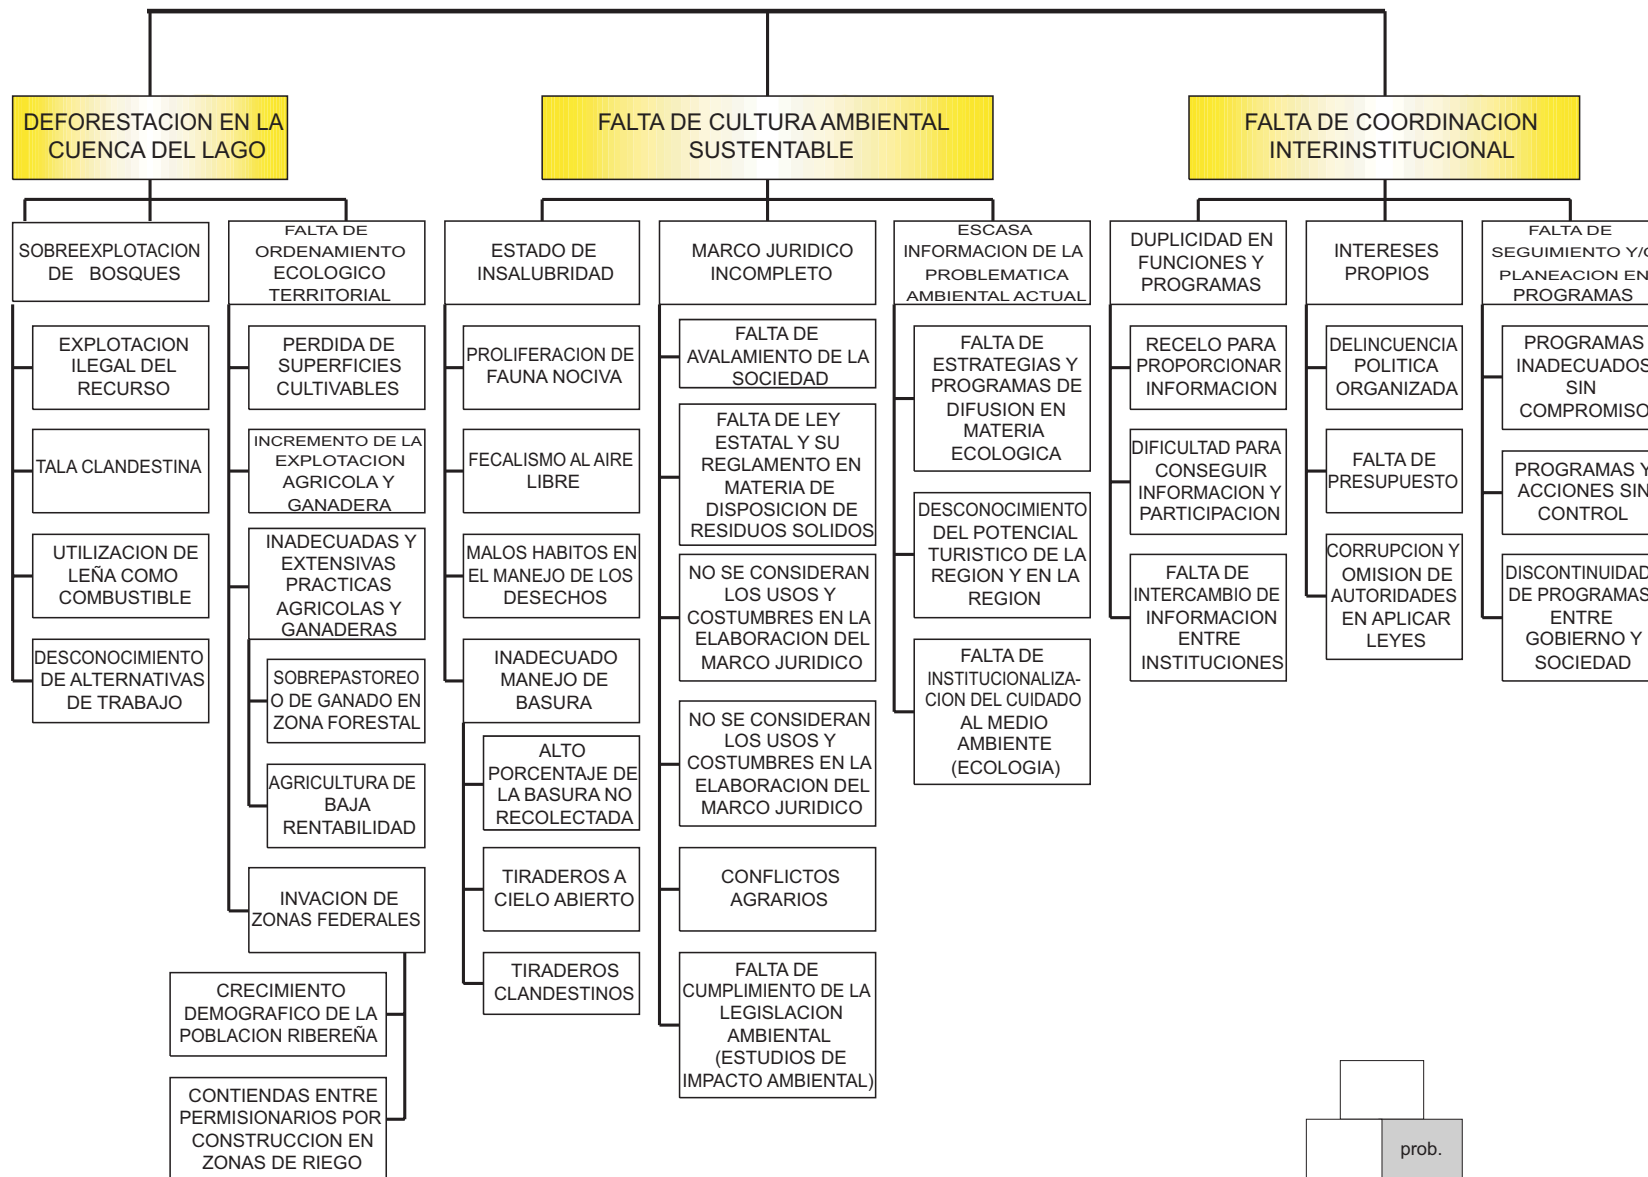 DEFORESTACION EN LA
CUENCA DEL LAGO
FALTA DE CULTURA AMBIENTAL
SUSTENTABLE
FALTA DE COORDINACION
INTERINSTITUCIONAL
SOBREEXPLOTACION
DE BOSQUES
EXPLOTACION
ILEGAL DEL
RECURSO
TALA CLANDESTINA
UTILIZACION DE
LEÑA COMO
COMBUSTIBLE
DESCONOCIMIENTO
DE ALTERNATIVAS
DE TRABAJO
FALTA DE
ORDENAMIENTO
ECOLOGICO
TERRITORIAL
PERDIDA DE
SUPERFICIES
CULTIVABLES
INCREMENTO DE LA
EXPLOTACION
AGRICOLA Y
GANADERA
INADECUADAS Y
EXTENSIVAS
PRACTICAS
AGRICOLAS Y
GANADERAS
SOBREPASTOREO
O DE GANADO EN
ZONA FORESTAL
AGRICULTURA DE
BAJA
RENTABILIDAD
INVACION DE
ZONAS FEDERALES
CRECIMIENTO
DEMOGRAFICO DE LA
POBLACION RIBEREÑA
CONTIENDAS ENTRE
PERMISIONARIOS POR
CONSTRUCCION EN
ZONAS DE RIEGO
ESTADO DE
INSALUBRIDAD
PROLIFERACION DE
FAUNA NOCIVA
FECALISMO AL AIRE
LIBRE
MALOS HABITOS EN
EL MANEJO DE LOS
DESECHOS
INADECUADO
MANEJO DE
BASURA
ALTO
PORCENTAJE DE
LA BASURA NO
RECOLECTADA
TIRADEROS A
CIELO ABIERTO
TIRADEROS
CLANDESTINOS
MARCO JURIDICO
INCOMPLETO
FALTA DE
AVALAMIENTO DE LA
SOCIEDAD
FALTA DE LEY
ESTATAL Y SU
REGLAMENTO EN
MATERIA DE
DISPOSICION DE
RESIDUOS SOLIDOS
NO SE CONSIDERAN
LOS USOS Y
COSTUMBRES EN LA
ELABORACION DEL
MARCO JURIDICO
NO SE CONSIDERAN
LOS USOS Y
COSTUMBRES EN LA
ELABORACION DEL
MARCO JURIDICO
CONFLICTOS
AGRARIOS
FALTA DE
CUMPLIMIENTO DE LA
LEGISLACION
AMBIENTAL
(ESTUDIOS DE
IMPACTO AMBIENTAL)
ESCASA
INFORMACION DE LA
PROBLEMATICA
AMBIENTAL ACTUAL
FALTA DE
ESTRATEGIAS Y
PROGRAMAS DE
DIFUSION EN
MATERIA
ECOLOGICA
DESCONOCIMIENTO
DEL POTENCIAL
TURISTICO DE LA
REGION Y EN LA
REGION
FALTA DE
INSTITUCIONALIZA-
CION DEL CUIDADO
AL MEDIO
AMBIENTE
(ECOLOGIA)
DUPLICIDAD EN
FUNCIONES Y
PROGRAMAS
RECELO PARA
PROPORCIONAR
INFORMACION
DIFICULTAD PARA
CONSEGUIR
INFORMACION Y
PARTICIPACION
FALTA DE
INTERCAMBIO DE
INFORMACION
ENTRE
INSTITUCIONES
INTERESES
PROPIOS
DELINCUENCIA
POLITICA
ORGANIZADA
FALTA DE
PRESUPUESTO
CORRUPCION Y
OMISION DE
AUTORIDADES
EN APLICAR
LEYES
FALTA DE
SEGUIMIENTO Y/O
PLANEACION EN
PROGRAMAS
PROGRAMAS
INADECUADOS
SIN
COMPROMISO
PROGRAMAS Y
ACCIONES SIN
CONTROL
DISCONTINUIDAD
DE PROGRAMAS
ENTRE
GOBIERNO Y
SOCIEDAD
prob.